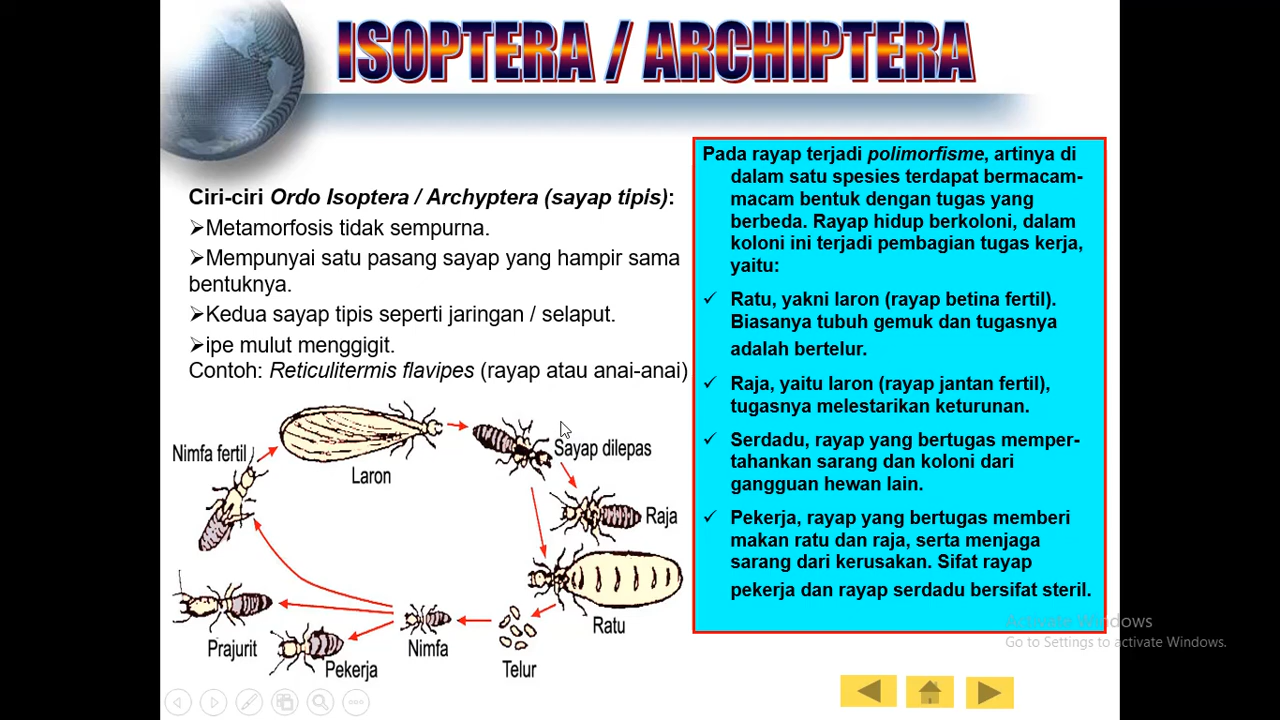 ISOPTERA / ARCHIPTERA
Ciri-ciri Ordo Isoptera / Archyptera (sayap tipis):
➢Metamorfosis tidak sempurna.
➢Mempunyai satu pasang sayap yang hampir sama
bentuknya.
➢Kedua sayap tipis seperti jaringan / selaput.
➢ipe mulut menggigit.
Contoh: Reticulitermis flavipes (rayap atau anai-anai)
Nimfa fertil
Laron
Sayap dilepas
Raja
Ratu
Telur
Nimfa
Pekerja
Prajurit
Pada rayap terjadi polimorfisme, artinya di
dalam satu spesies terdapat bermacam-
macam bentuk dengan tugas yang
berbeda. Rayap hidup berkoloni, dalam
koloni ini terjadi pembagian tugas kerja,
yaitu:
✓ Ratu, yakni laron (rayap betina fertil).
Biasanya tubuh gemuk dan tugasnya
adalah bertelur.
✓ Raja, yaitu laron (rayap jantan fertil),
tugasnya melestarikan keturunan.
✓ Serdadu, rayap yang bertugas memper-
tahankan sarang dan koloni dari
gangguan hewan lain.
✓ Pekerja, rayap yang bertugas memberi
makan ratu dan raja, serta menjaga
sarang dari kerusakan. Sifat rayap
pekerja dan rayap serdadu bersifat steril.
Activate Windows
Go to Settings to activate Windows.